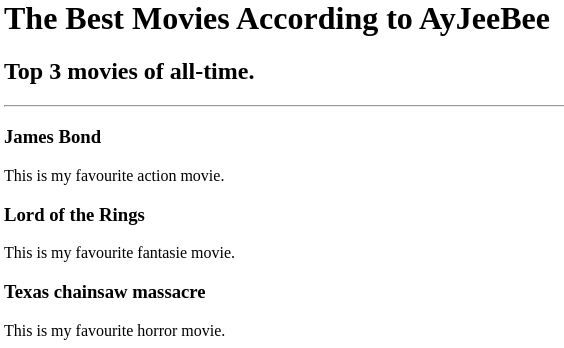 The Best Movies According to AyJeeBee
Top 3 movies of all-time.
James Bond
This is my favourite action movie.
Lord of the Rings
This is my favourite fantasie movie.
Texas chainsaw massacre
This is my favourite horror movie.